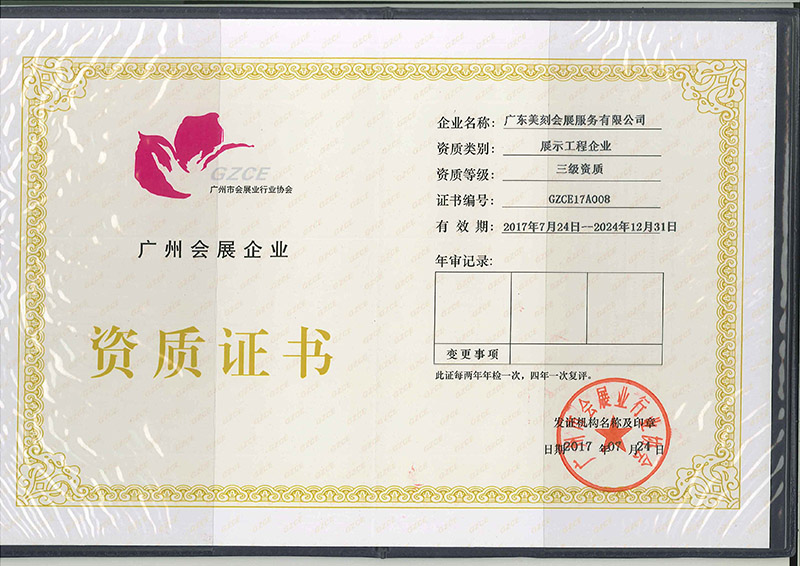 GZCE
广州市会展业行业协会
广州会展企业
资质证书
企业名称: 广东美刻会展服务有限公司
资质类别: 展示工程企业
资质等级: 三级资质
证书编号: GZCE17A008
有效期: 2017年7月24日--2024年12月31日
年审记录:
变更事项
此证每两年年检一次，四年一次复评。
广州市会展业行业协会
发证机构名称及印章
日期2017 年07 月24 日